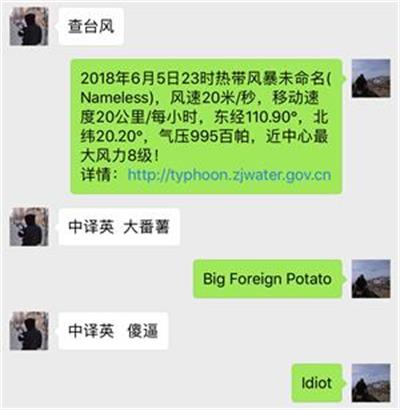 查台风
2018年6月5日23时热带风暴未命名(
Nameless)，风速20米/秒，移动速
度20公里/每小时，东经110.90°，北
纬20.20°，气压995百帕，近中心最
大风力8级！
详情：http://typhoon.zjwater.gov.cn
中译英  大番薯
Big Foreign Potato
中译英   傻逼
Idiot